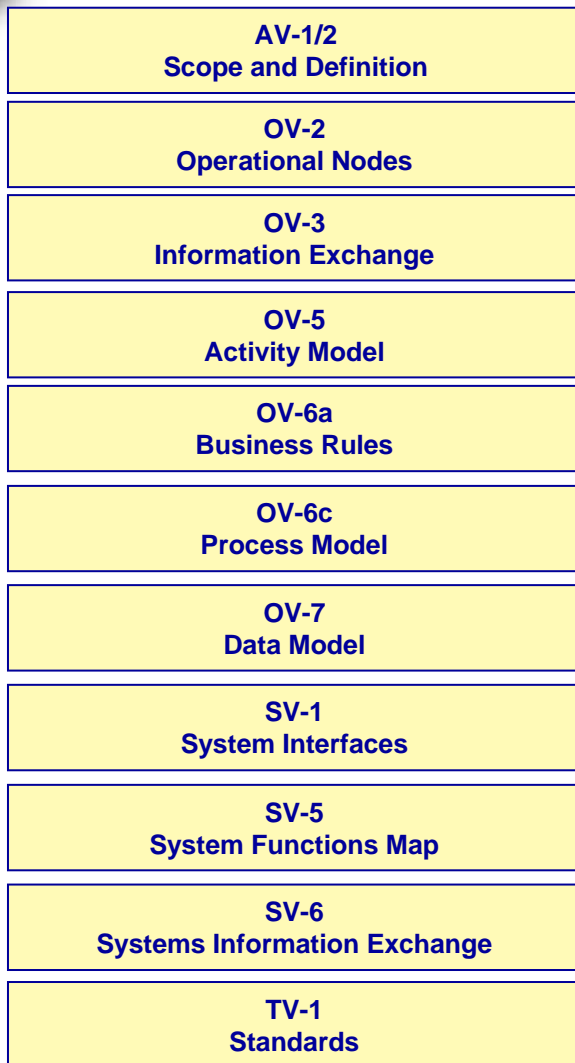 AV-1/2
Scope and Definition
OV-2
Operational Nodes
OV-3
Information Exchange
OV-5
Activity Model
OV-6a
Business Rules
OV-6c
Process Model
OV-7
Data Model
SV-1
System Interfaces
SV-5
System Functions Map
SV-6
Systems Information Exchange
TV-1
Standards